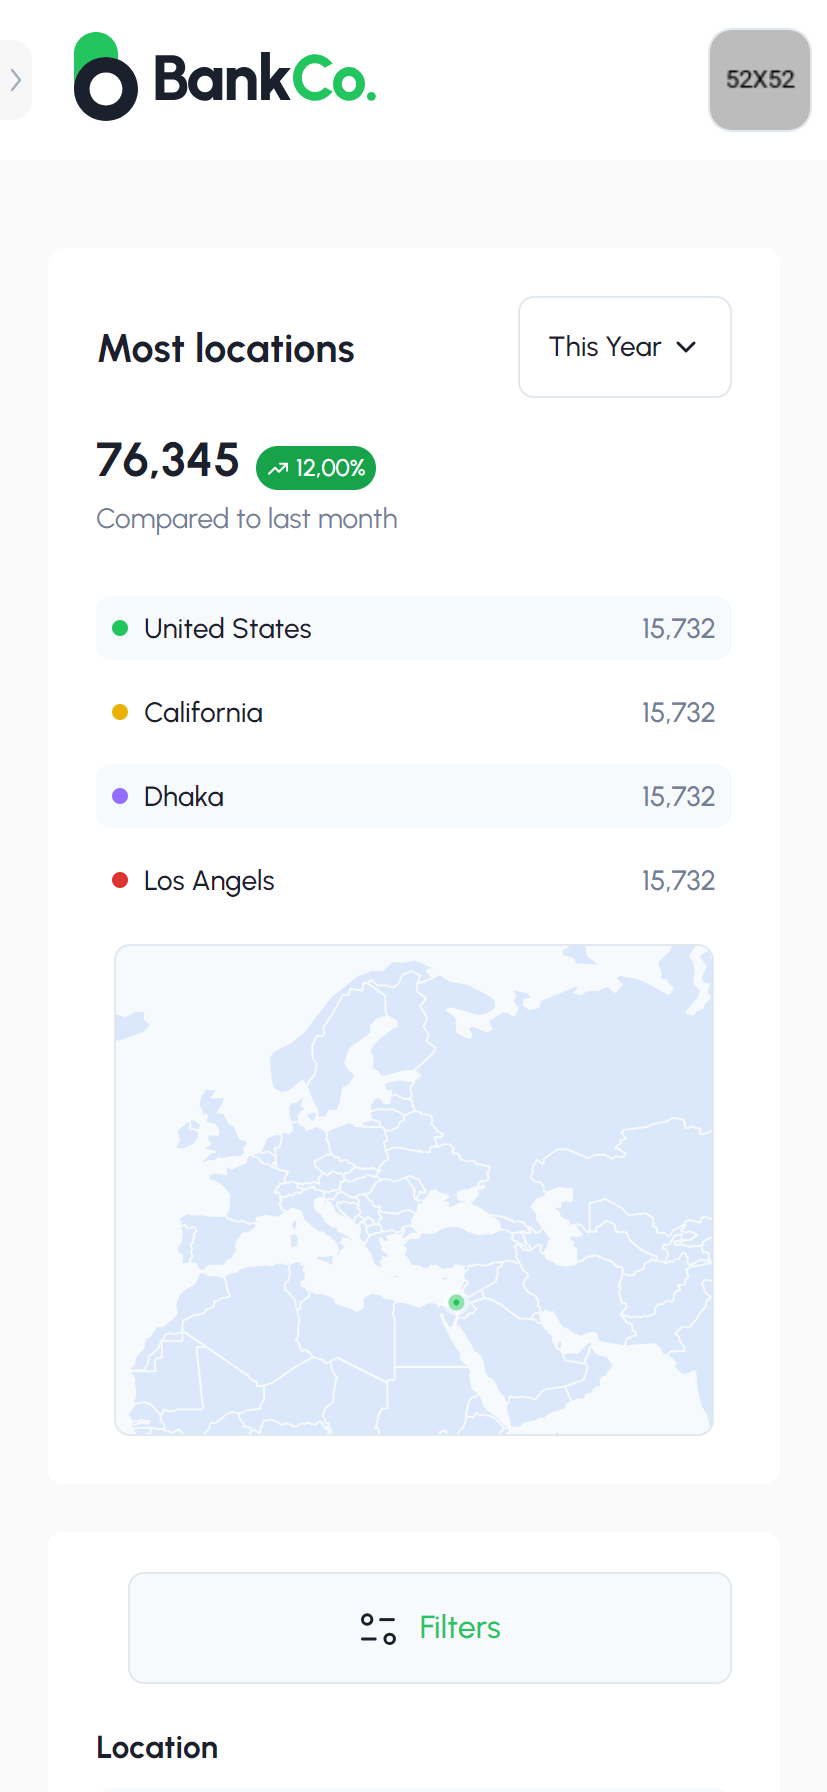 BankCo.
52X52
Most locations
This Year
76,345
12,00%
Compared to last month
United States 15,732
California 15,732
Dhaka 15,732
Los Angels 15,732
Filters
Location